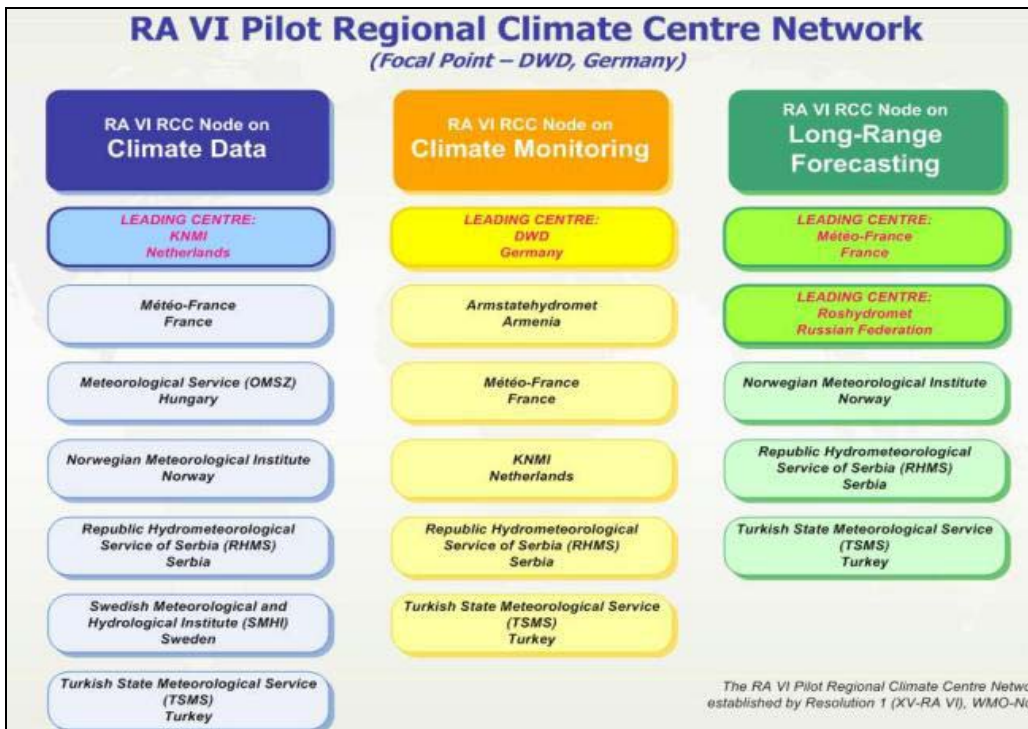 RA VI Pilot Regional Climate Centre Network
(Focal Point – DWD, Germany)
RA VI RCC Node on
Climate Data
LEADING CENTRE:
KNMI
Netherlands
Météo-France
France
Meteorological Service (OMSZ)
Hungary
Norwegian Meteorological Institute
Norway
Republic Hydrometeorological
Service of Serbia (RHMS)
Serbia
Swedish Meteorological and
Hydrological Institute (SMHI)
Sweden
Turkish State Meteorological Service
(TSMS)
Turkey
RA VI RCC Node on
Climate Monitoring
LEADING CENTRE:
DWD
Germany
Armstatehydromet
Armenia
Météo-France
France
KNMI
Netherlands
Republic Hydrometeorological
Service of Serbia (RHMS)
Serbia
Turkish State Meteorological Service
(TSMS)
Turkey
RA VI RCC Node on
Long-Range
Forecasting
LEADING CENTRE:
Météo-France
France
LEADING CENTRE:
Roshydromet
Russian Federation
Norwegian Meteorological Institute
Norway
Republic Hydrometeorological
Service of Serbia (RHMS)
Serbia
Turkish State Meteorological Service
(TSMS)
Turkey
The RA VI Pilot Regional Climate Centre
established by Resolution 1 (XV-RA VI),